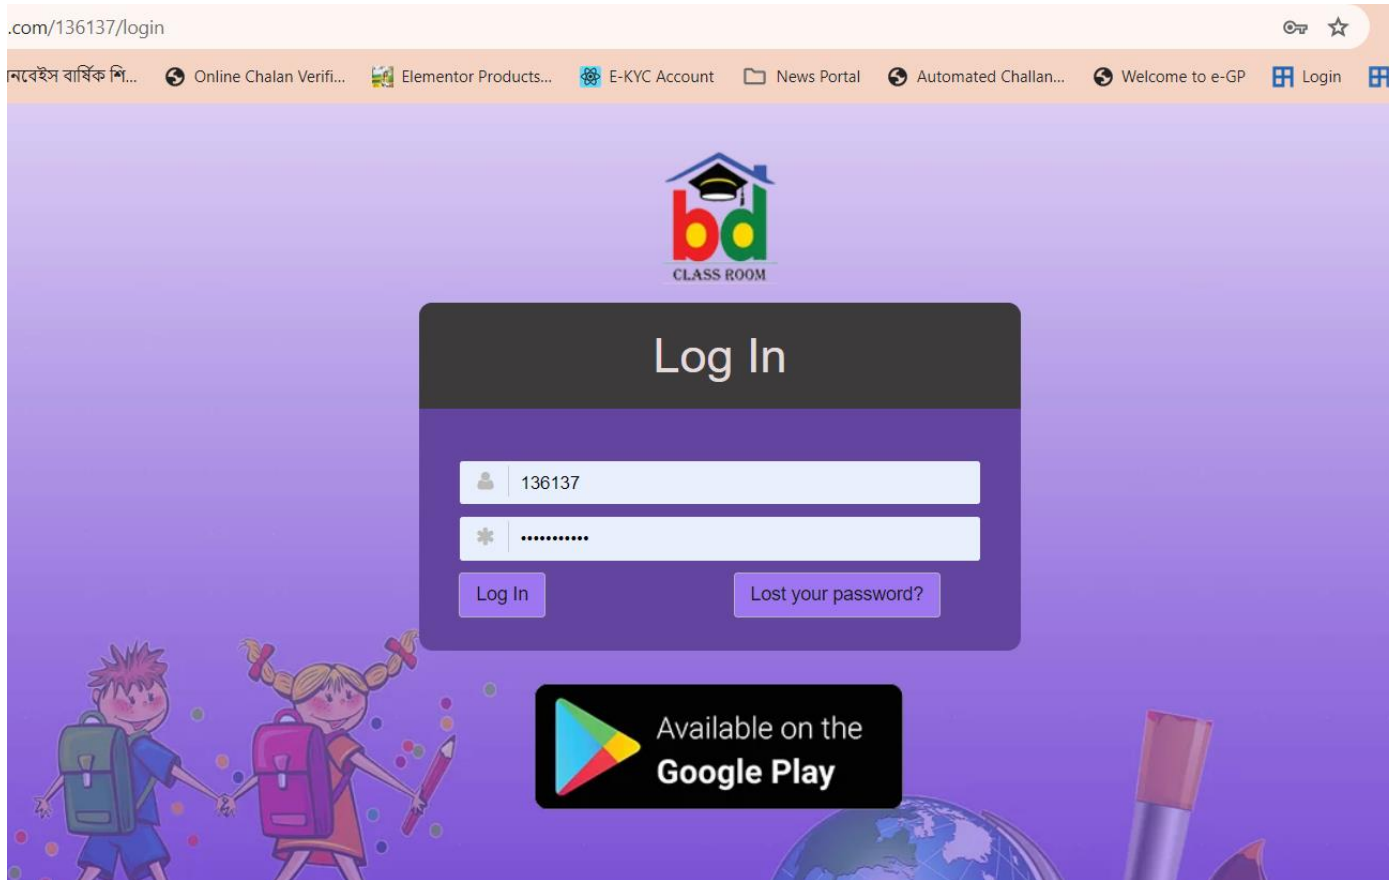 .com/136137/login
নবেইস বার্ষিক শি... Online Chalan Verifi... Elementor Products... E-KYC Account News Portal Automated Challan... Welcome to e-GP Login
bd
CLASS ROOM
Log In
136137
•••••••••••
Log In Lost your password?
Available on the
Google Play